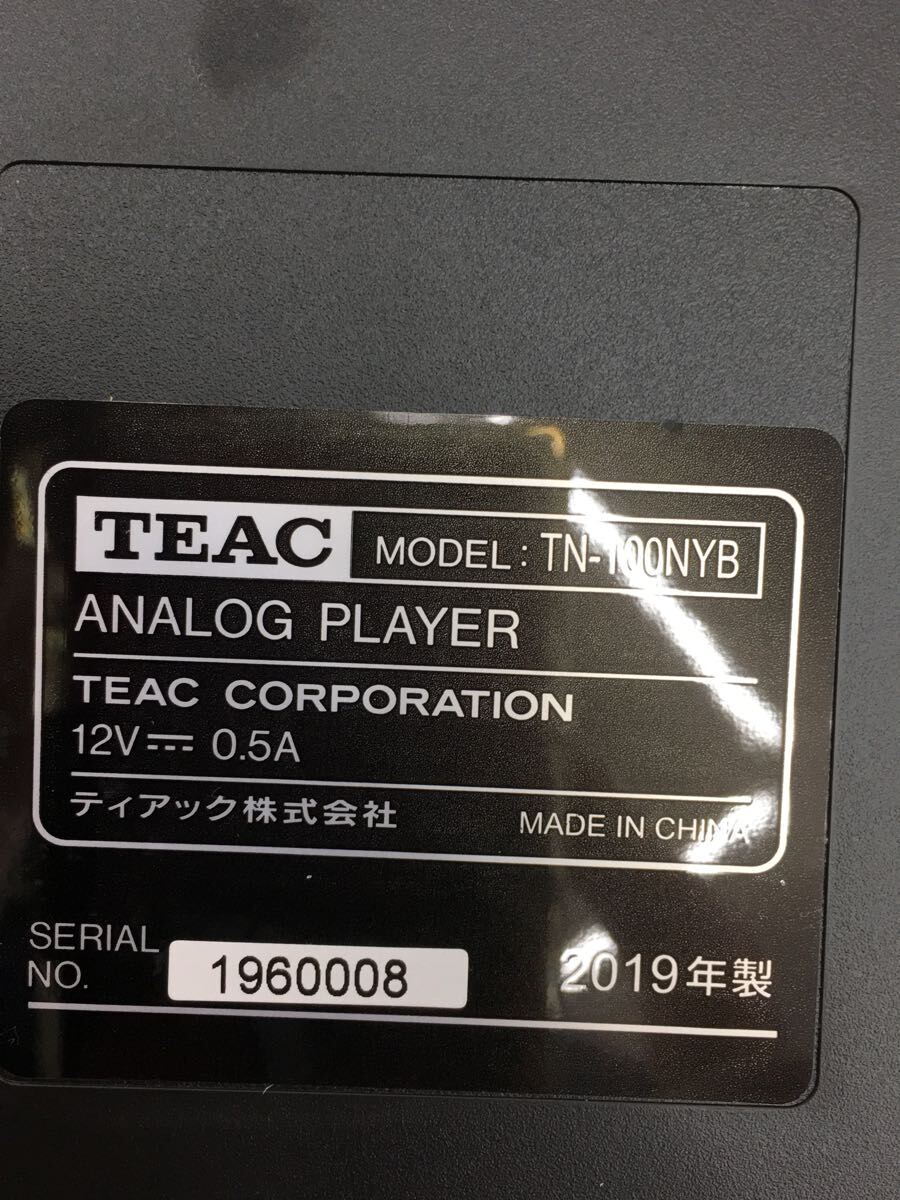 TEAC MODEL : TN-100NYB
ANALOG PLAYER
TEAC CORPORATION
12V⎓ 0.5A
ティアック株式会社 MADE IN CHINA
SERIAL
NO. 1960008 2019年製